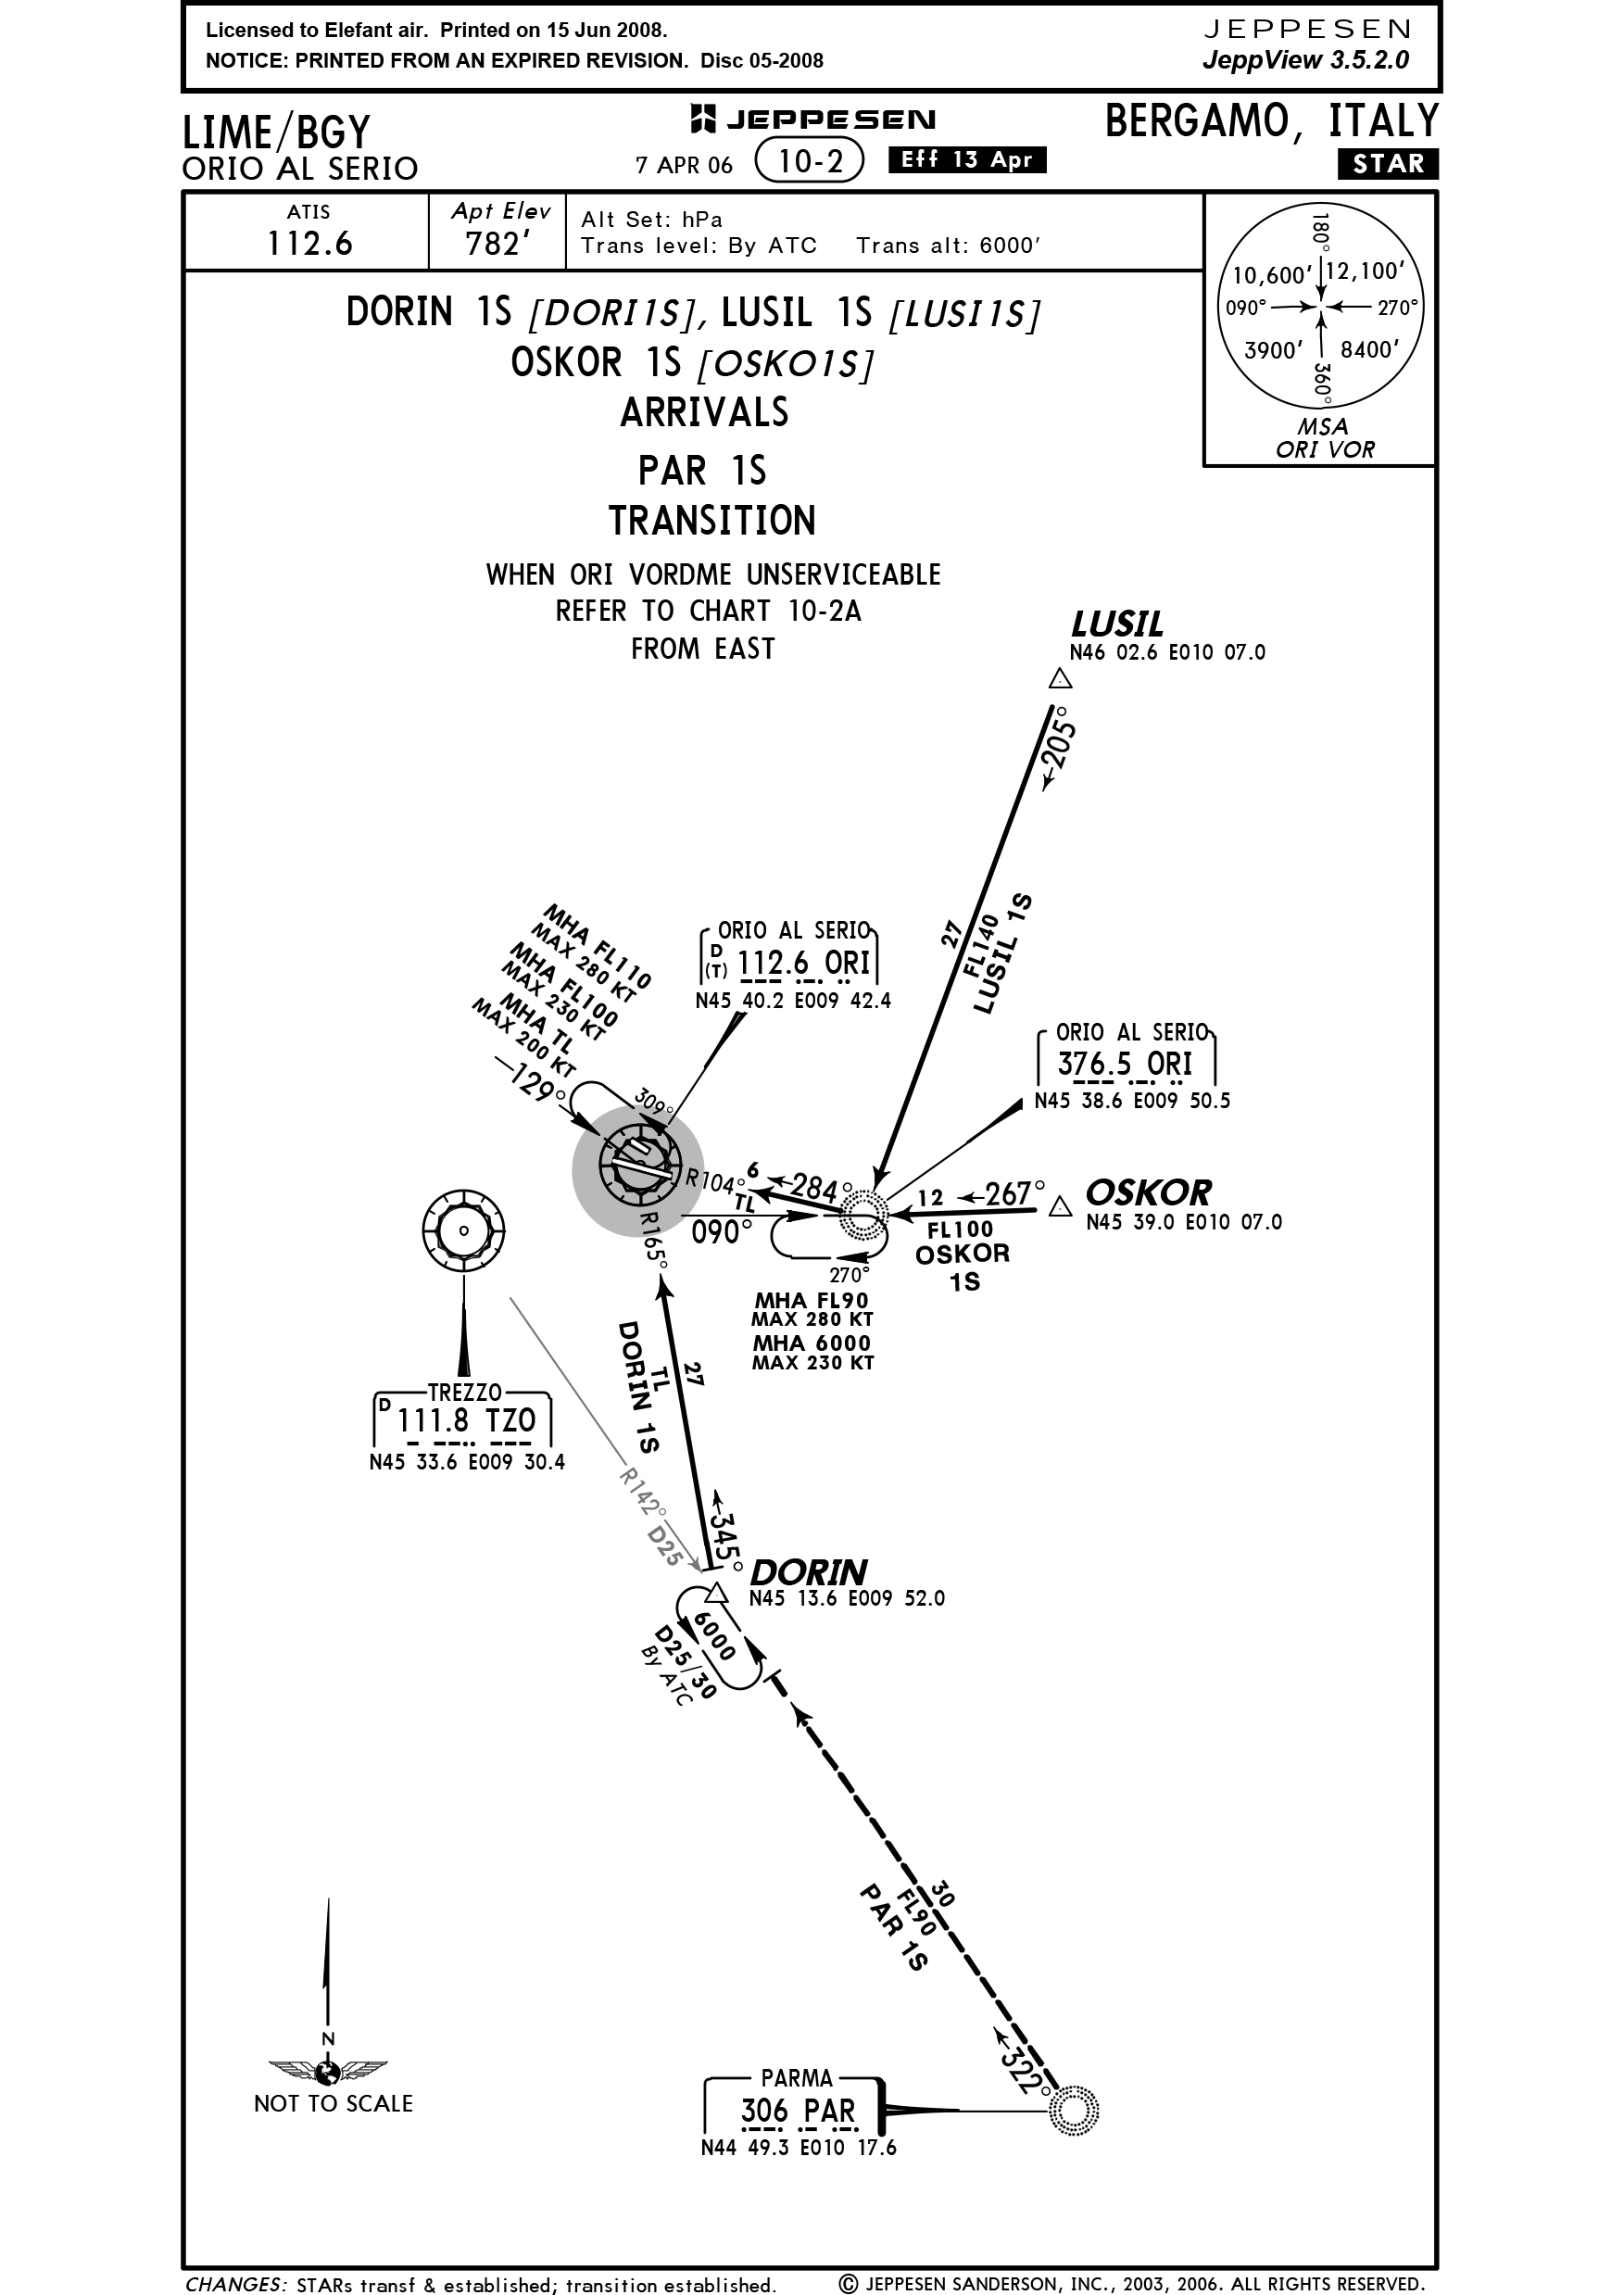 Licensed to Elefant air. Printed on 15 Jun 2008.
NOTICE: PRINTED FROM AN EXPIRED REVISION. Disc 05-2008
JEPPESEN
JeppView 3.5.2.0
LIME/BGY
ORIO AL SERIO
JEPPESEN
7 APR 06
10-2
Eff 13 Apr
BERGAMO, ITALY
STAR
ATIS
112.6
Apt Elev
782'
Alt Set: hPa
Trans level: By ATC Trans alt: 6000'
180°
10,600' 12,100'
090° 270°
3900' 8400'
360°
MSA
ORI VOR
DORIN 1S [DORI1S], LUSIL 1S [LUSI1S]
OSKOR 1S [OSKO1S]
ARRIVALS
PAR 1S
TRANSITION
WHEN ORI VORDME UNSERVICEABLE
REFER TO CHART 10-2A
FROM EAST
LUSIL
N46 02.6 E010 07.0
205°
27
FL140
LUSIL 1S
MHA FL110
MAX 280 KT
MHA FL100
MAX 230 KT
MHA TL
MAX 200 KT
129°
309°
ORIO AL SERIO
D
(T)
112.6 ORI
N45 40.2 E009 42.4
ORIO AL SERIO
376.5 ORI
N45 38.6 E009 50.5
R104°
6
284°
TL
090°
270°
MHA FL90
MAX 280 KT
MHA 6000
MAX 230 KT
12
267°
FL100
OSKOR
1S
OSKOR
N45 39.0 E010 07.0
R165°
TREZZO
D
111.8 TZO
N45 33.6 E009 30.4
DORIN 1S
TL
27
R142°
D25
345°
DORIN
N45 13.6 E009 52.0
6000
D25/30
By ATC
30
FL90
PAR 1S
322°
PARMA
306 PAR
N44 49.3 E010 17.6
N
NOT TO SCALE
CHANGES: STARs transf & established; transition established.
© JEPPESEN SANDERSON, INC., 2003, 2006. ALL RIGHTS RESERVED.